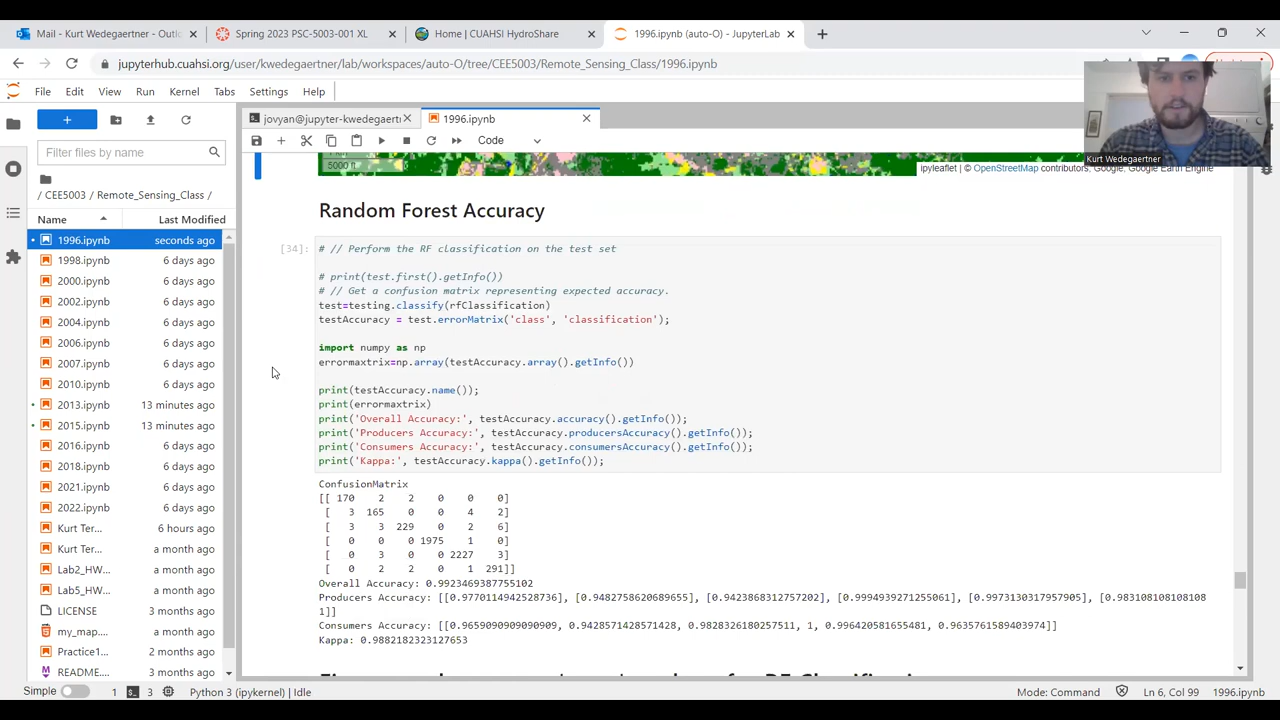 Mail - Kurt Wedegaertner - Outlo
Spring 2023 PSC-5003-001 XL
Home | CUAHSI HydroShare
1996.ipynb (auto-O) - JupyterLab
jupyterhub.cuahsi.org/user/kwedegaertner/lab/workspaces/auto-O/tree/CEE5003/Remote_Sensing_Class/1996.ipynb
File Edit View Run Kernel Tabs Settings Help
Kurt Wedegaertner
jovyan@jupyter-kwedegaertn
1996.ipynb
Code
Filter files by name
/ CEE5003 / Remote_Sensing_Class /
Name Last Modified
1996.ipynb seconds ago
1998.ipynb 6 days ago
2000.ipynb 6 days ago
2002.ipynb 6 days ago
2004.ipynb 6 days ago
2006.ipynb 6 days ago
2007.ipynb 6 days ago
2010.ipynb 6 days ago
2013.ipynb 13 minutes ago
2015.ipynb 13 minutes ago
2016.ipynb 6 days ago
2018.ipynb 6 days ago
2021.ipynb 6 days ago
2022.ipynb 6 days ago
Kurt Ter... 6 hours ago
Kurt Ter... a month ago
Lab2_HW... a month ago
Lab5_HW... a month ago
LICENSE 3 months ago
my_map.... a month ago
Practice1... 2 months ago
README.... 3 months ago
5000 ft
ipyleaflet | © OpenStreetMap contributors, Google, Google Earth Engine
Random Forest Accuracy
[34]:
# // Perform the RF classification on the test set
# print(test.first().getInfo())
# // Get a confusion matrix representing expected accuracy.
test=testing.classify(rfClassification)
testAccuracy = test.errorMatrix('class', 'classification');
import numpy as np
errormaxtrix=np.array(testAccuracy.array().getInfo())
print(testAccuracy.name());
print(errormaxtrix)
print('Overall Accuracy:', testAccuracy.accuracy().getInfo());
print('Producers Accuracy:', testAccuracy.producersAccuracy().getInfo());
print('Consumers Accuracy:', testAccuracy.consumersAccuracy().getInfo());
print('Kappa:', testAccuracy.kappa().getInfo());
ConfusionMatrix
[[ 170 2 2 0 0 0]
[ 3 165 0 0 4 2]
[ 3 3 229 0 2 6]
[ 0 0 0 1975 1 0]
[ 0 3 0 0 2227 3]
[ 0 2 2 0 1 291]]
Overall Accuracy: 0.9923469387755102
Producers Accuracy: [[0.9770114942528736], [0.9482758620689655], [0.9423868312757202], [0.9994939271255061], [0.9973130317957905], [0.983108108108108
1]]
Consumers Accuracy: [[0.9659090909090909, 0.9428571428571428, 0.9828326180257511, 1, 0.996420581655481, 0.9635761589403974]]
Kappa: 0.9882182323127653
Simple 1 3 Python 3 (ipykernel) | Idle Mode: Command Ln 6, Col 99 1996.ipynb